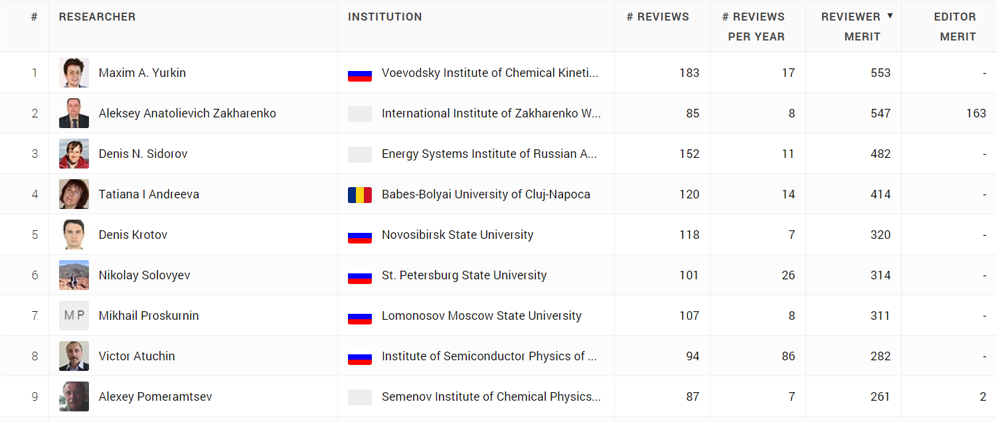 # RESEARCHER INSTITUTION # REVIEWS # REVIEWS PER YEAR REVIEWER ▼ MERIT EDITOR MERIT
1 Maxim A. Yurkin Voevodsky Institute of Chemical Kineti... 183 17 553 -
2 Aleksey Anatolievich Zakharenko International Institute of Zakharenko W... 85 8 547 163
3 Denis N. Sidorov Energy Systems Institute of Russian A... 152 11 482 -
4 Tatiana I Andreeva Babes-Bolyai University of Cluj-Napoca 120 14 414 -
5 Denis Krotov Novosibirsk State University 118 7 320 -
6 Nikolay Solovyev St. Petersburg State University 101 26 314 -
7 M P Mikhail Proskurnin Lomonosov Moscow State University 107 8 311 -
8 Victor Atuchin Institute of Semiconductor Physics of ... 94 86 282 -
9 Alexey Pomeramtsev Semenov Institute of Chemical Physics... 87 7 261 2